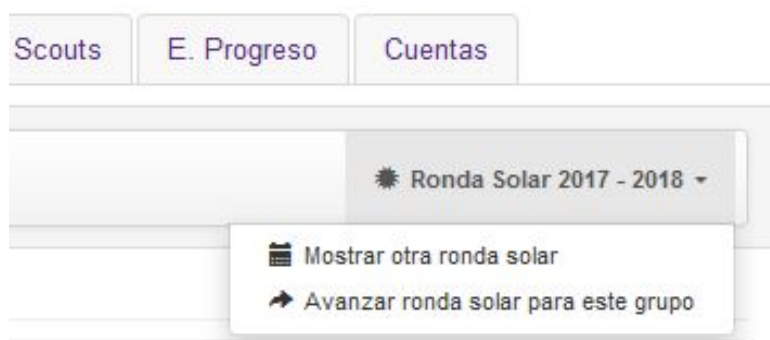 Scouts E. Progreso Cuentas
Ronda Solar 2017 - 2018
Mostrar otra ronda solar
Avanzar ronda solar para este grupo